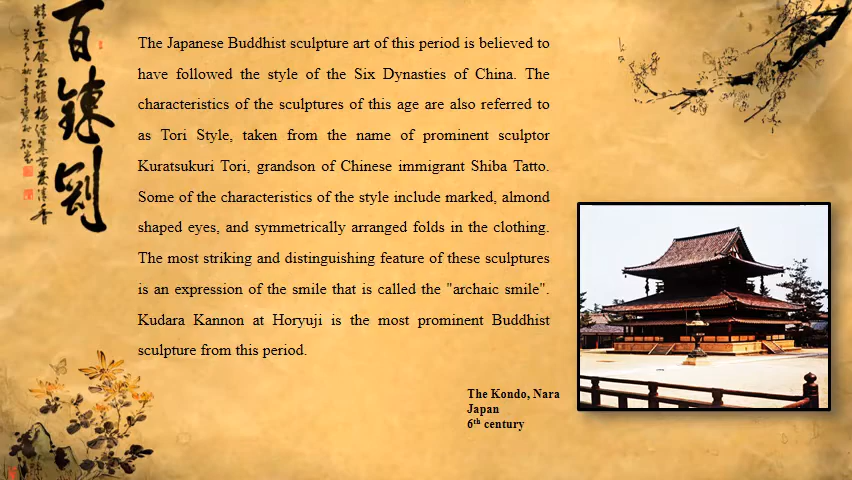 百錬剣
The Japanese Buddhist sculpture art of this period is believed to
have followed the style of the Six Dynasties of China. The
characteristics of the sculptures of this age are also referred to
as Tori Style, taken from the name of prominent sculptor
Kuratsukuri Tori, grandson of Chinese immigrant Shiba Tatto.
Some of the characteristics of the style include marked, almond
shaped eyes, and symmetrically arranged folds in the clothing.
The most striking and distinguishing feature of these sculptures
is an expression of the smile that is called the "archaic smile".
Kudara Kannon at Horyuji is the most prominent Buddhist
sculpture from this period.
The Kondo, Nara
Japan
6th century